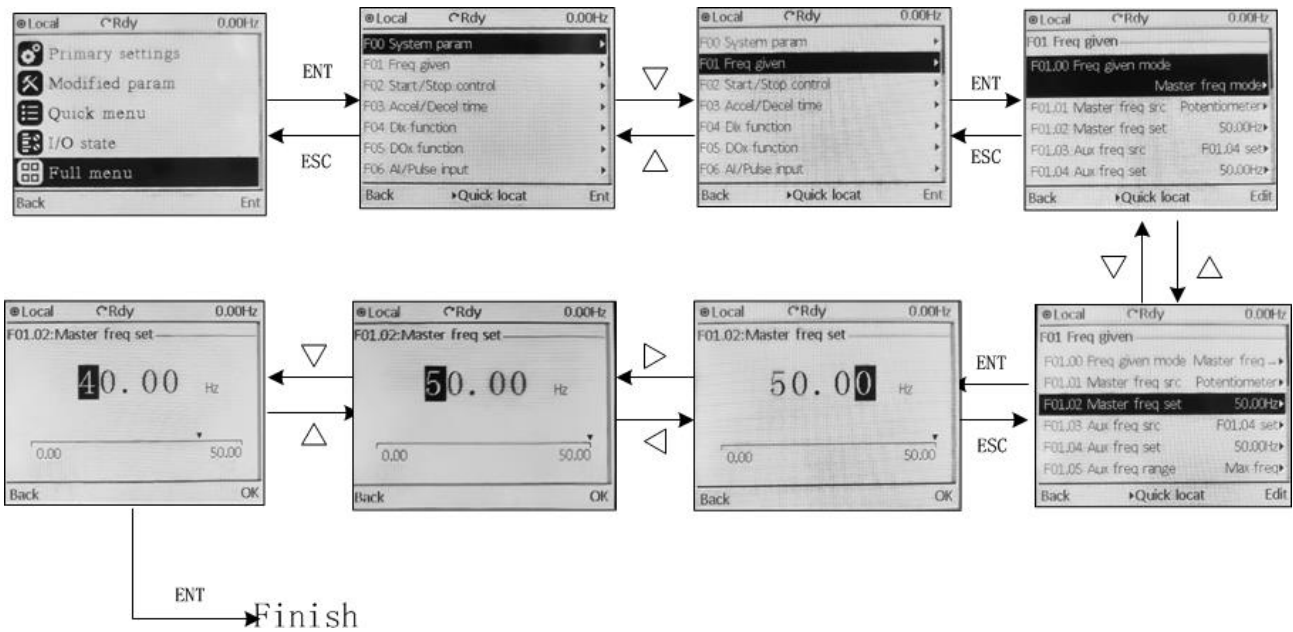 Local Rdy 0.00Hz
Primary settings
Modified param
Quick menu
I/O state
Full menu
Back Ent
ENT
ESC
Local Rdy 0.00Hz
F00 System param
F01 Freq given
F02 Start/Stop control
F03 Accel/Decel time
F04 DIx function
F05 DOx function
F06 AI/Pulse input
Back Quick locat Ent
Local Rdy 0.00Hz
F00 System param
F01 Freq given
F02 Start/Stop control
F03 Accel/Decel time
F04 DIx function
F05 DOx function
F06 AI/Pulse input
Back Quick locat Ent
ENT
ESC
Local Rdy 0.00Hz
F01 Freq given
F01.00 Freq given mode
Master freq mode
F01.01 Master freq src Potentiometer
F01.02 Master freq set 50.00Hz
F01.03 Aux freq src F01.04 set
F01.04 Aux freq set 50.00Hz
Back Quick locat Edit
Local Rdy 0.00Hz
F01.02:Master freq set
40.00 Hz
0.00 50.00
Back OK
Local Rdy 0.00Hz
F01.02:Master freq set
50.00 Hz
0.00 50.00
Back OK
Local Rdy 0.00Hz
F01.02:Master freq set
50.00 Hz
0.00 50.00
Back OK
ENT
ESC
Local Rdy 0.00Hz
F01 Freq given
F01.00 Freq given mode Master freq ...
F01.01 Master freq src Potentiometer
F01.02 Master freq set 50.00Hz
F01.03 Aux freq src F01.04 set
F01.04 Aux freq set 50.00Hz
F01.05 Aux freq range Max freq
Back Quick locat Edit
ENT
Finish